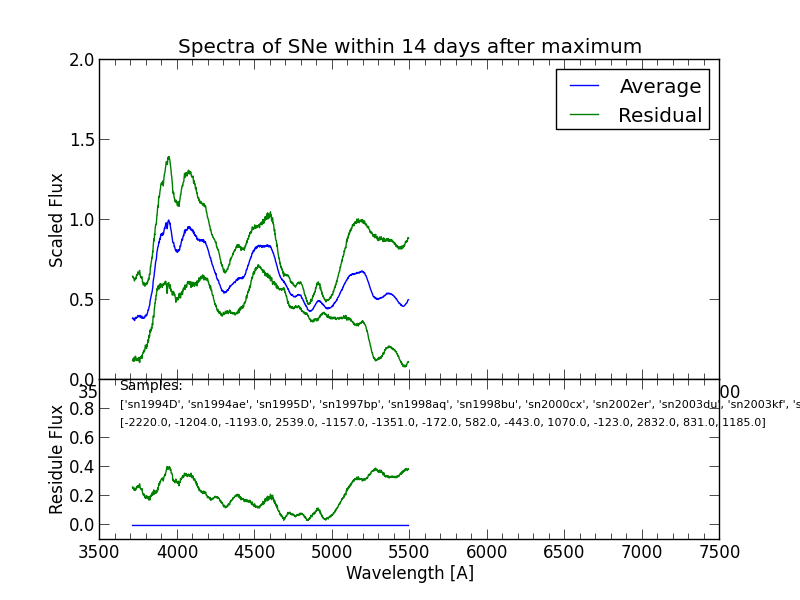 Spectra of SNe within 14 days after maximum
Average
Residual
2.0
1.5
1.0
0.5
0.0
Scaled Flux
35
00
Samples:
['sn1994D', 'sn1994ae', 'sn1995D', 'sn1997bp', 'sn1998aq', 'sn1998bu', 'sn2000cx', 'sn2002er', 'sn2003du', 'sn2003kf', 's
[-2220.0, -1204.0, -1193.0, 2539.0, -1157.0, -1351.0, -172.0, 582.0, -443.0, 1070.0, -123.0, 2832.0, 831.0, 1185.0]
0.8
0.6
0.4
0.2
0.0
Residule Flux
3500 4000 4500 5000 5500 6000 6500 7000 7500
Wavelength [A]